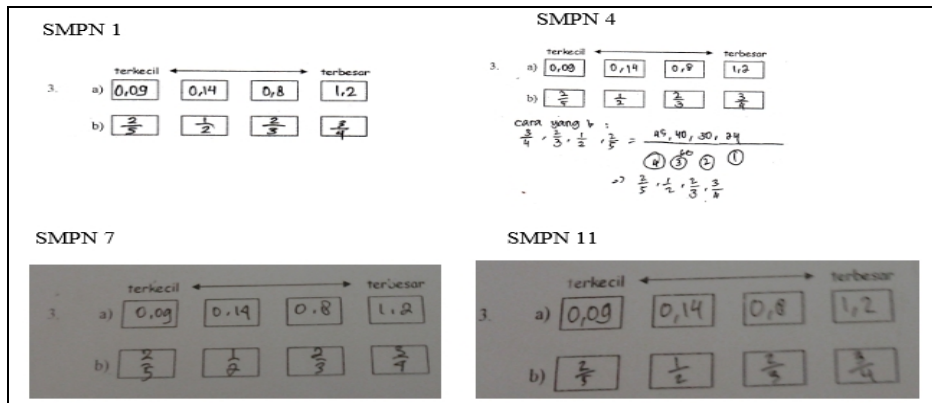 SMPN 1
terkecil terbesar
3. a) 0,09 0,14 0,8 1,2
b) 2/5 1/2 2/3 3/4
SMPN 4
terkecil terbesar
3. a) 0,09 0,14 0,8 1,2
b) 2/5 1/2 2/3 3/4
cara yang b :
3/4, 2/3, 1/2, 2/5 = 45, 40, 30, 24
60
4 3 2 1
=> 2/5, 1/2, 2/3, 3/4
SMPN 7
terkecil terbesar
3. a) 0.09 0.14 0.8 1.2
b) 2/5 1/2 2/3 3/4
SMPN 11
terkecil terbesar
3. a) 0,09 0,14 0,8 1,2
b) 2/5 1/2 2/3 3/4